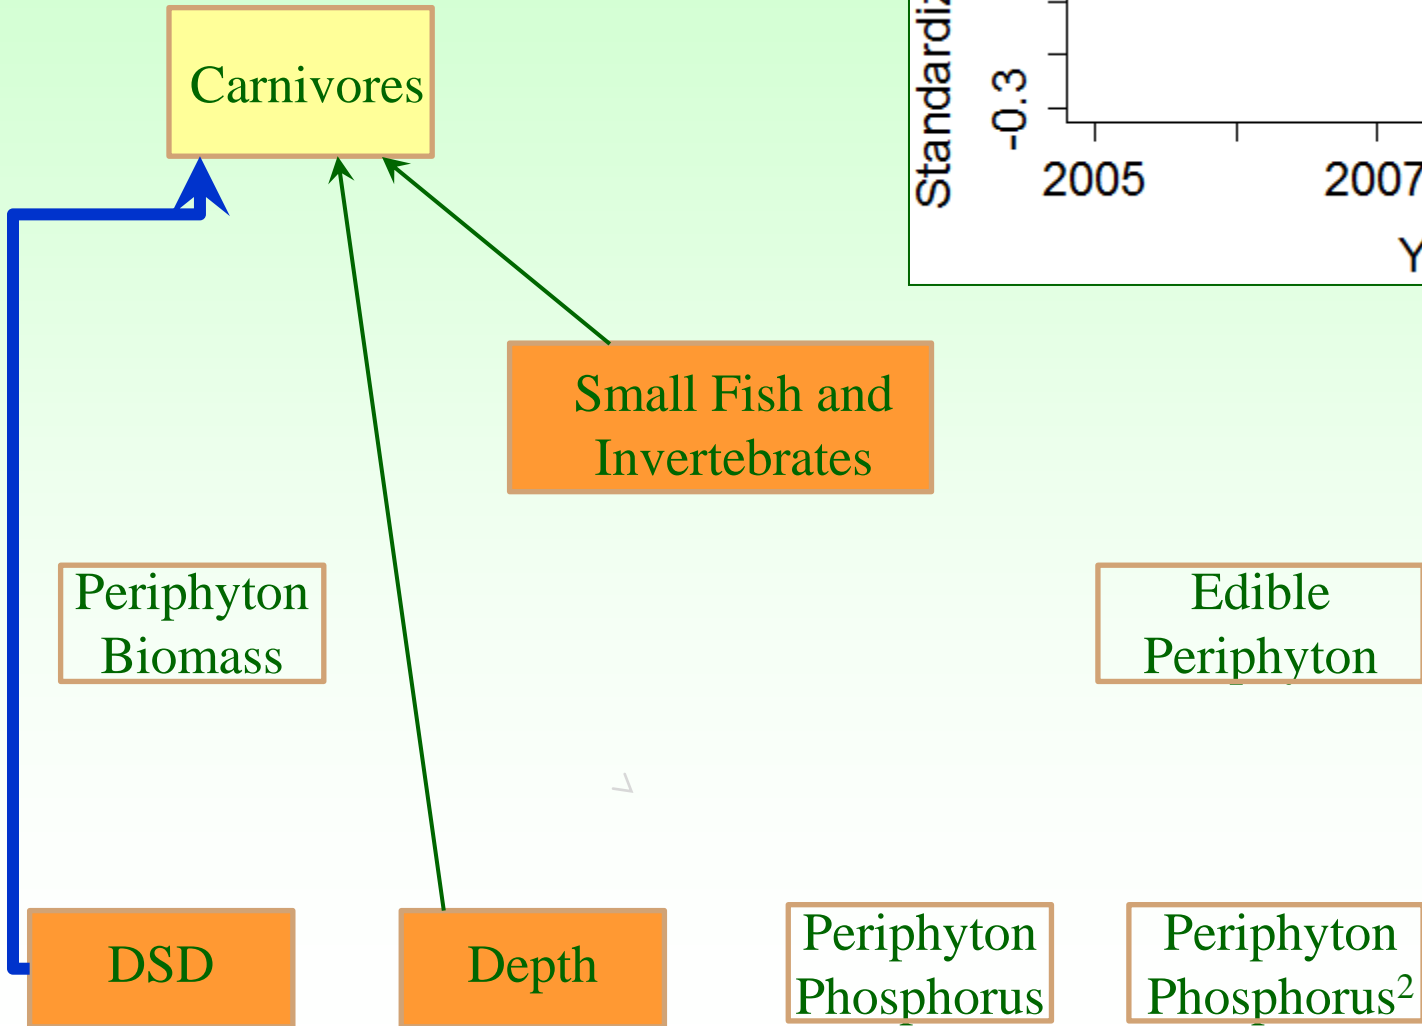 Carnivores
-0.3
2005
2007
Small Fish and
Invertebrates
Periphyton
Biomass
Edible
Periphyton
DSD
Depth
Periphyton
Phosphorus
Periphyton
Phosphorus²